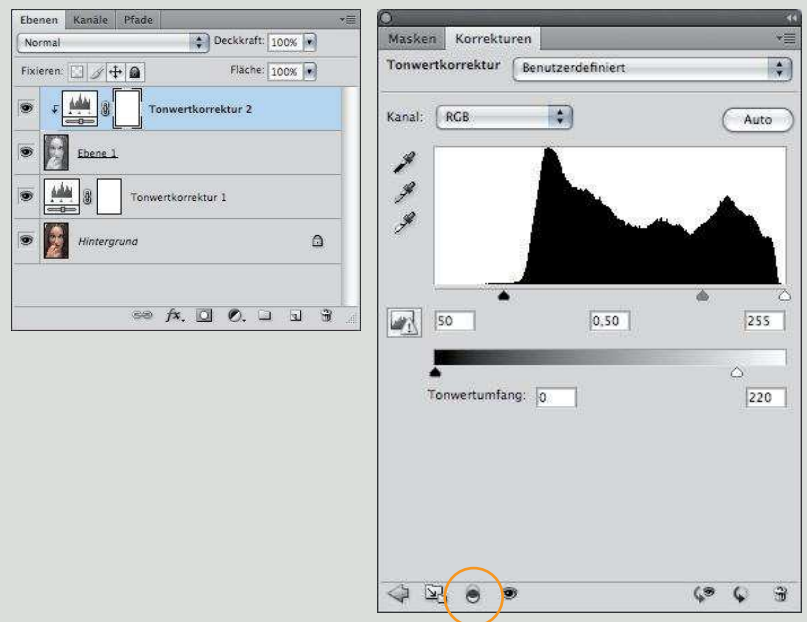 Ebenen Kanäle Pfade
Normal Deckkraft: 100%
Fixieren: Fläche: 100%
Tonwertkorrektur 2
Ebene 1
Tonwertkorrektur 1
Hintergrund
fx.
Masken Korrekturen
Tonwertkorrektur Benutzerdefiniert
Kanal: RGB Auto
50 0,50 255
Tonwertumfang: 0 220